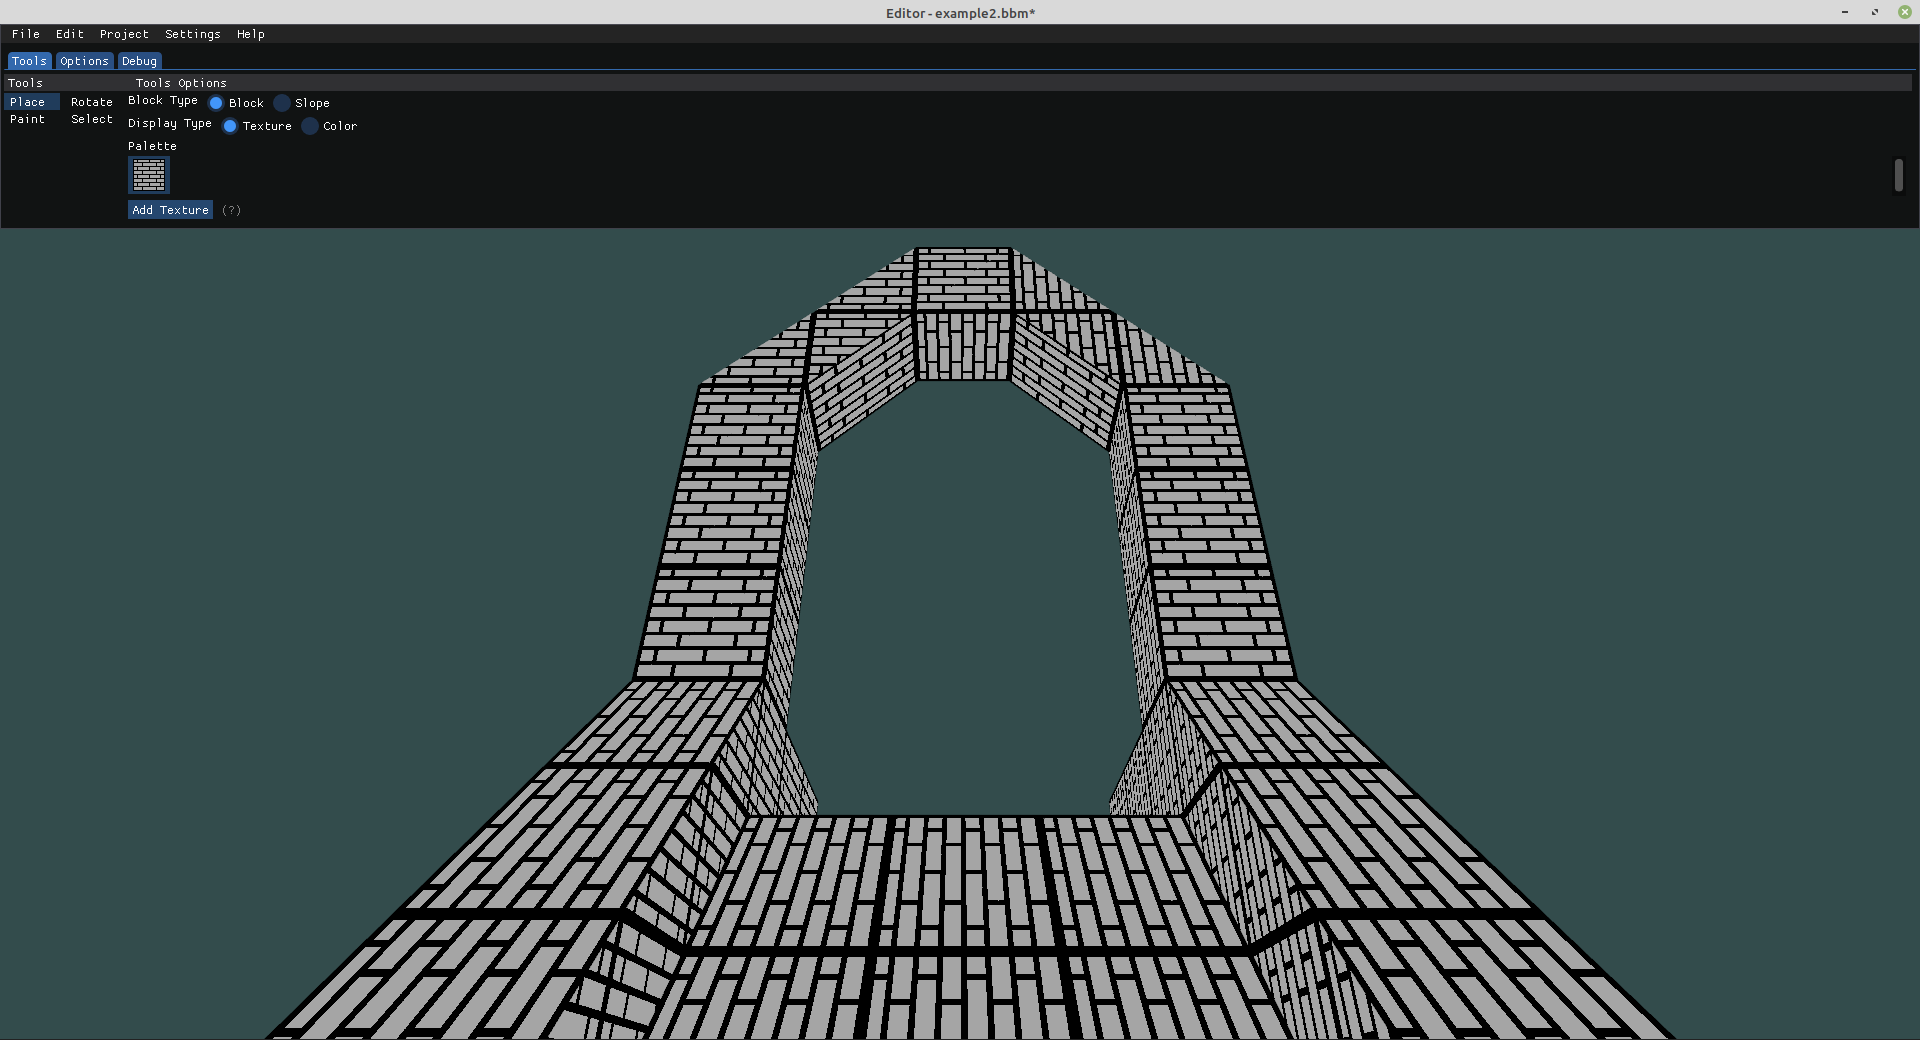 Editor - example2.bbm*
File Edit Project Settings Help
Tools Options Debug
Tools Tools Options
Place Rotate Block Type Block Slope
Paint Select Display Type Texture Color
Palette
Add Texture (?)